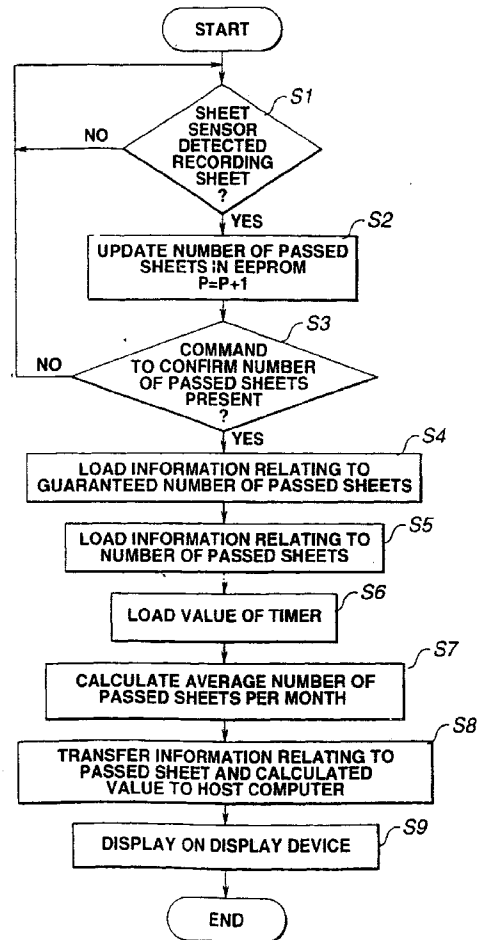 START
S1
SHEET
SENSOR
DETECTED
RECORDING
SHEET
?
NO
YES
S2
UPDATE NUMBER OF PASSED
SHEETS IN EEPROM
P=P+1
S3
COMMAND
TO CONFIRM NUMBER
OF PASSED SHEETS
PRESENT
?
NO
YES
S4
LOAD INFORMATION RELATING TO
GUARANTEED NUMBER OF PASSED SHEETS
S5
LOAD INFORMATION RELATING TO
NUMBER OF PASSED SHEETS
S6
LOAD VALUE OF TIMER
S7
CALCULATE AVERAGE NUMBER OF
PASSED SHEETS PER MONTH
S8
TRANSFER INFORMATION RELATING TO
PASSED SHEET AND CALCULATED
VALUE TO HOST COMPUTER
S9
DISPLAY ON DISPLAY DEVICE
END